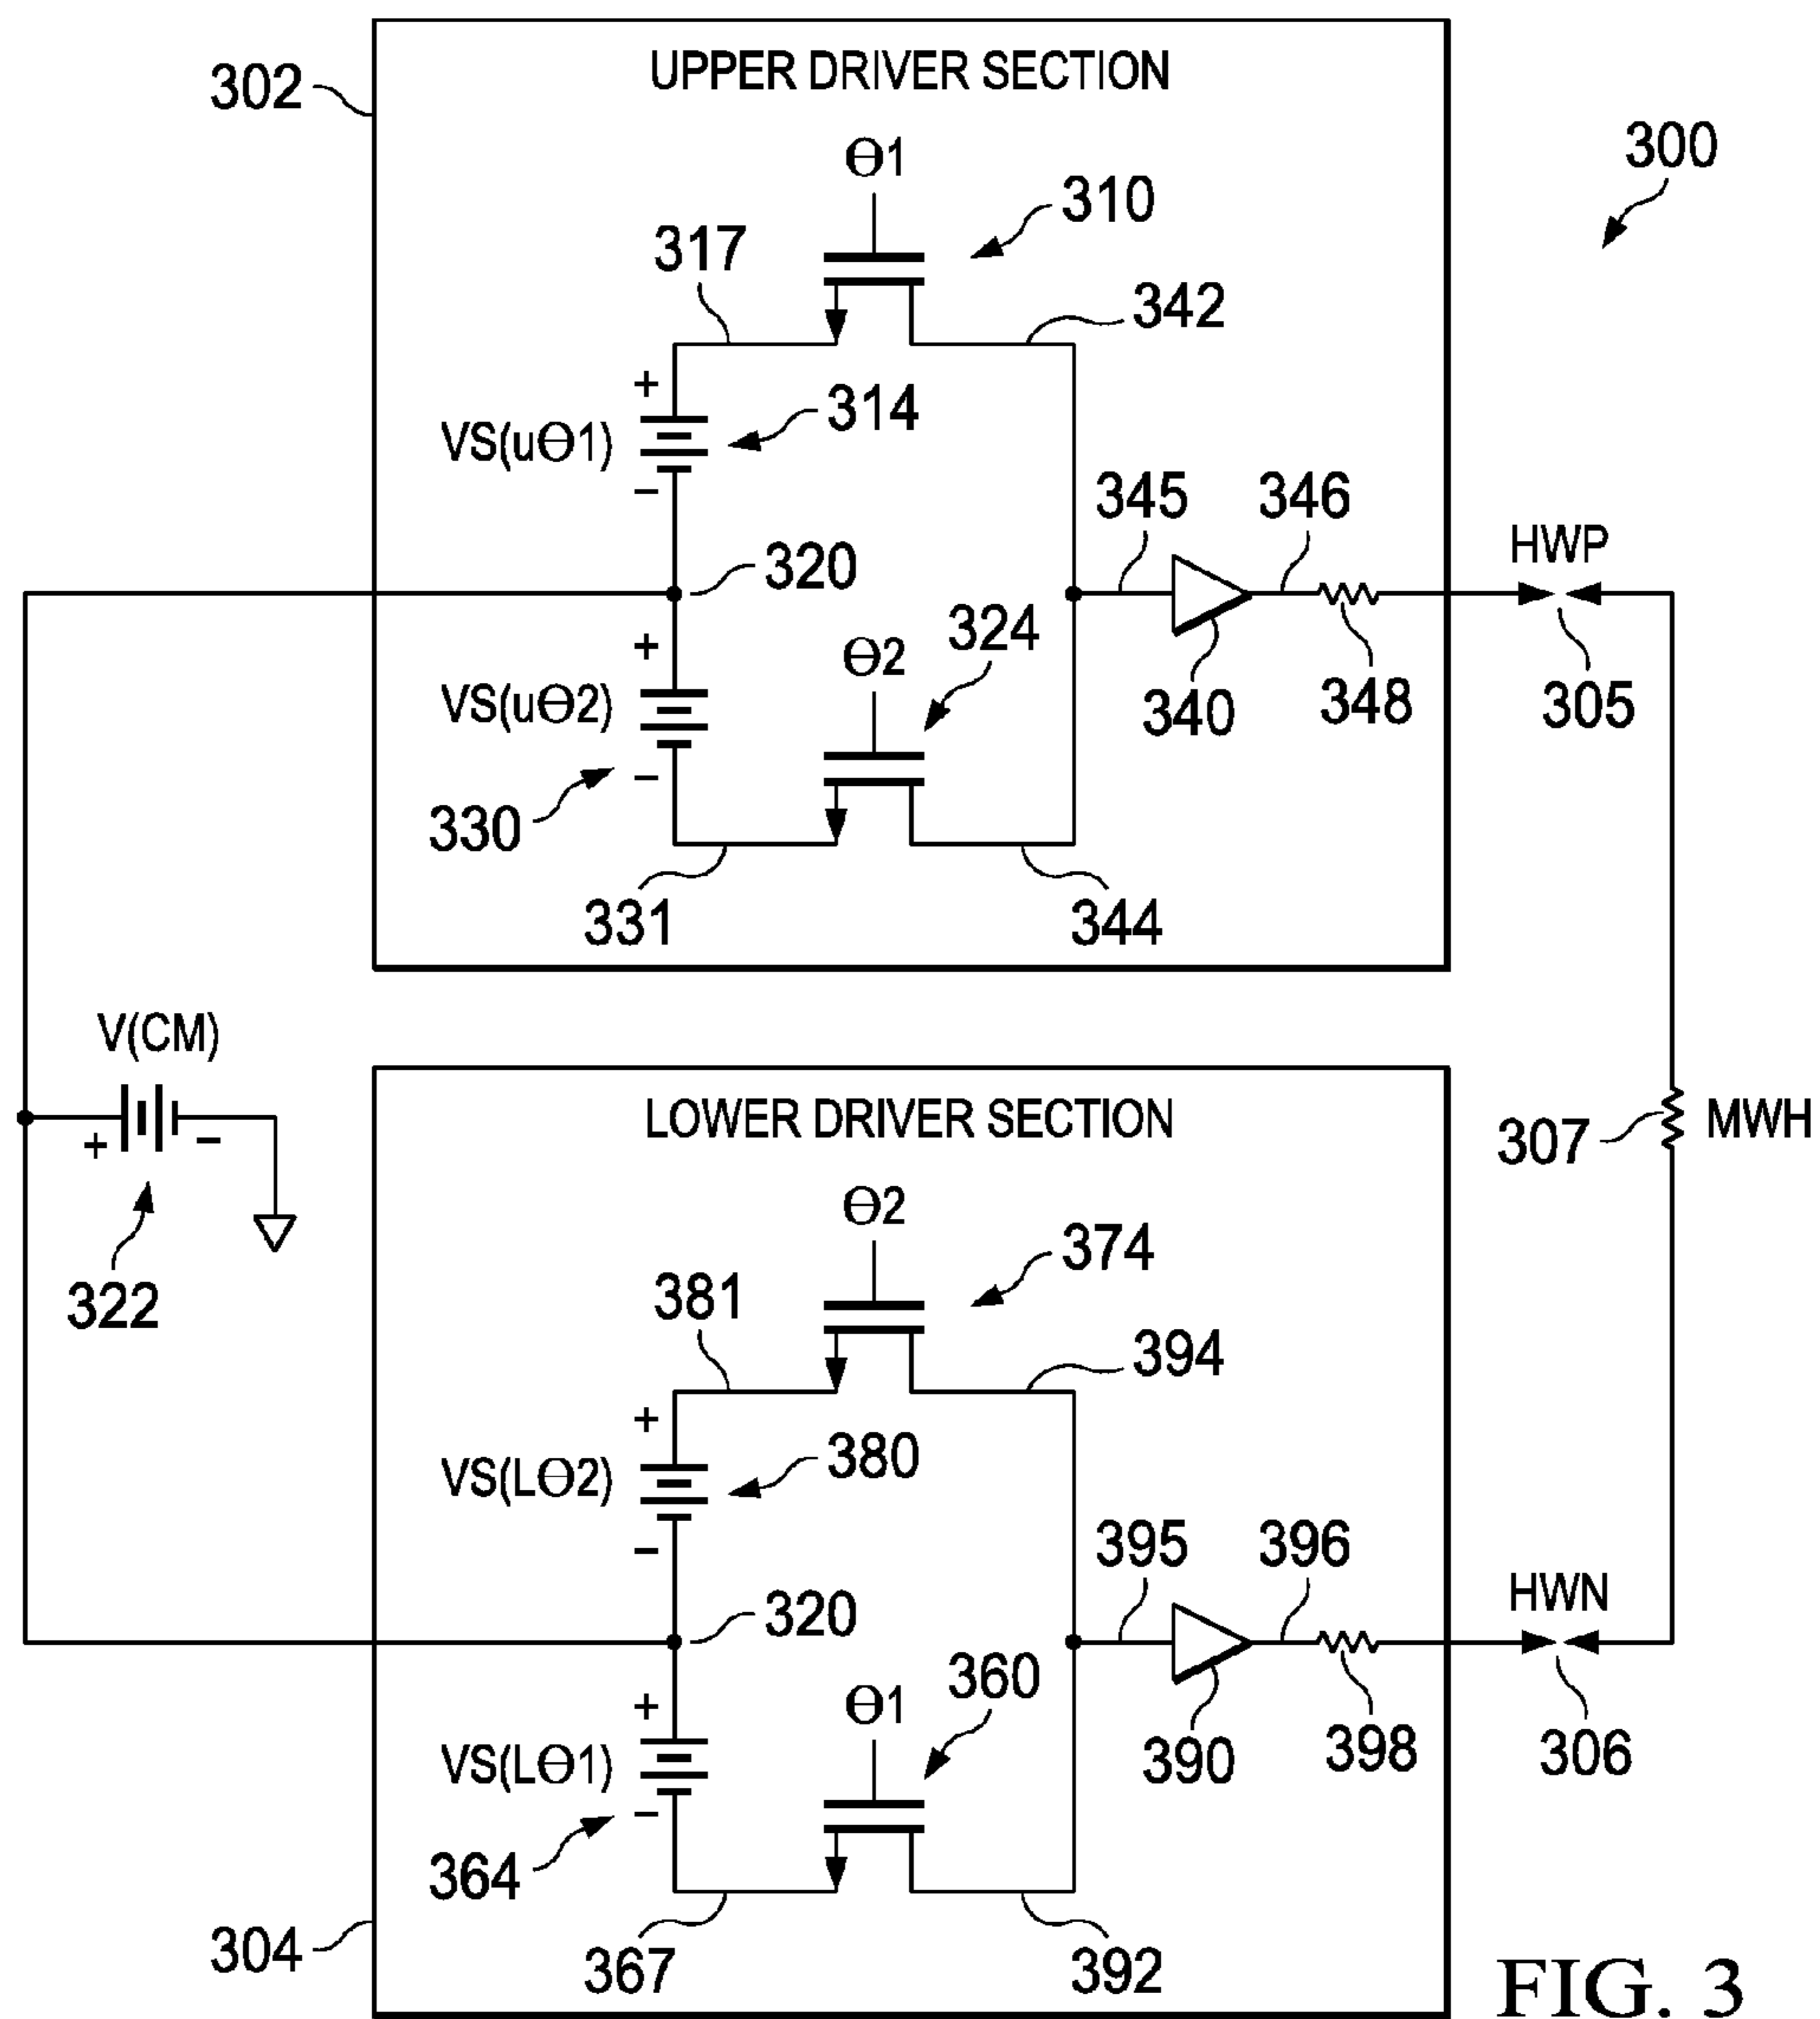 UPPER DRIVER SECTION
302
300
Θ1
310
317
342
+
VS(uΘ1)
314
−
345
346
HWP
320
Θ2
324
+
VS(uΘ2)
340
348
305
−
330
331
344
V(CM)
+
−
322
LOWER DRIVER SECTION
307
MWH
Θ2
374
381
394
+
VS(LΘ2)
380
−
395
396
HWN
320
Θ1
360
+
VS(LΘ1)
390
398
306
−
364
304
367
392
FIG. 3